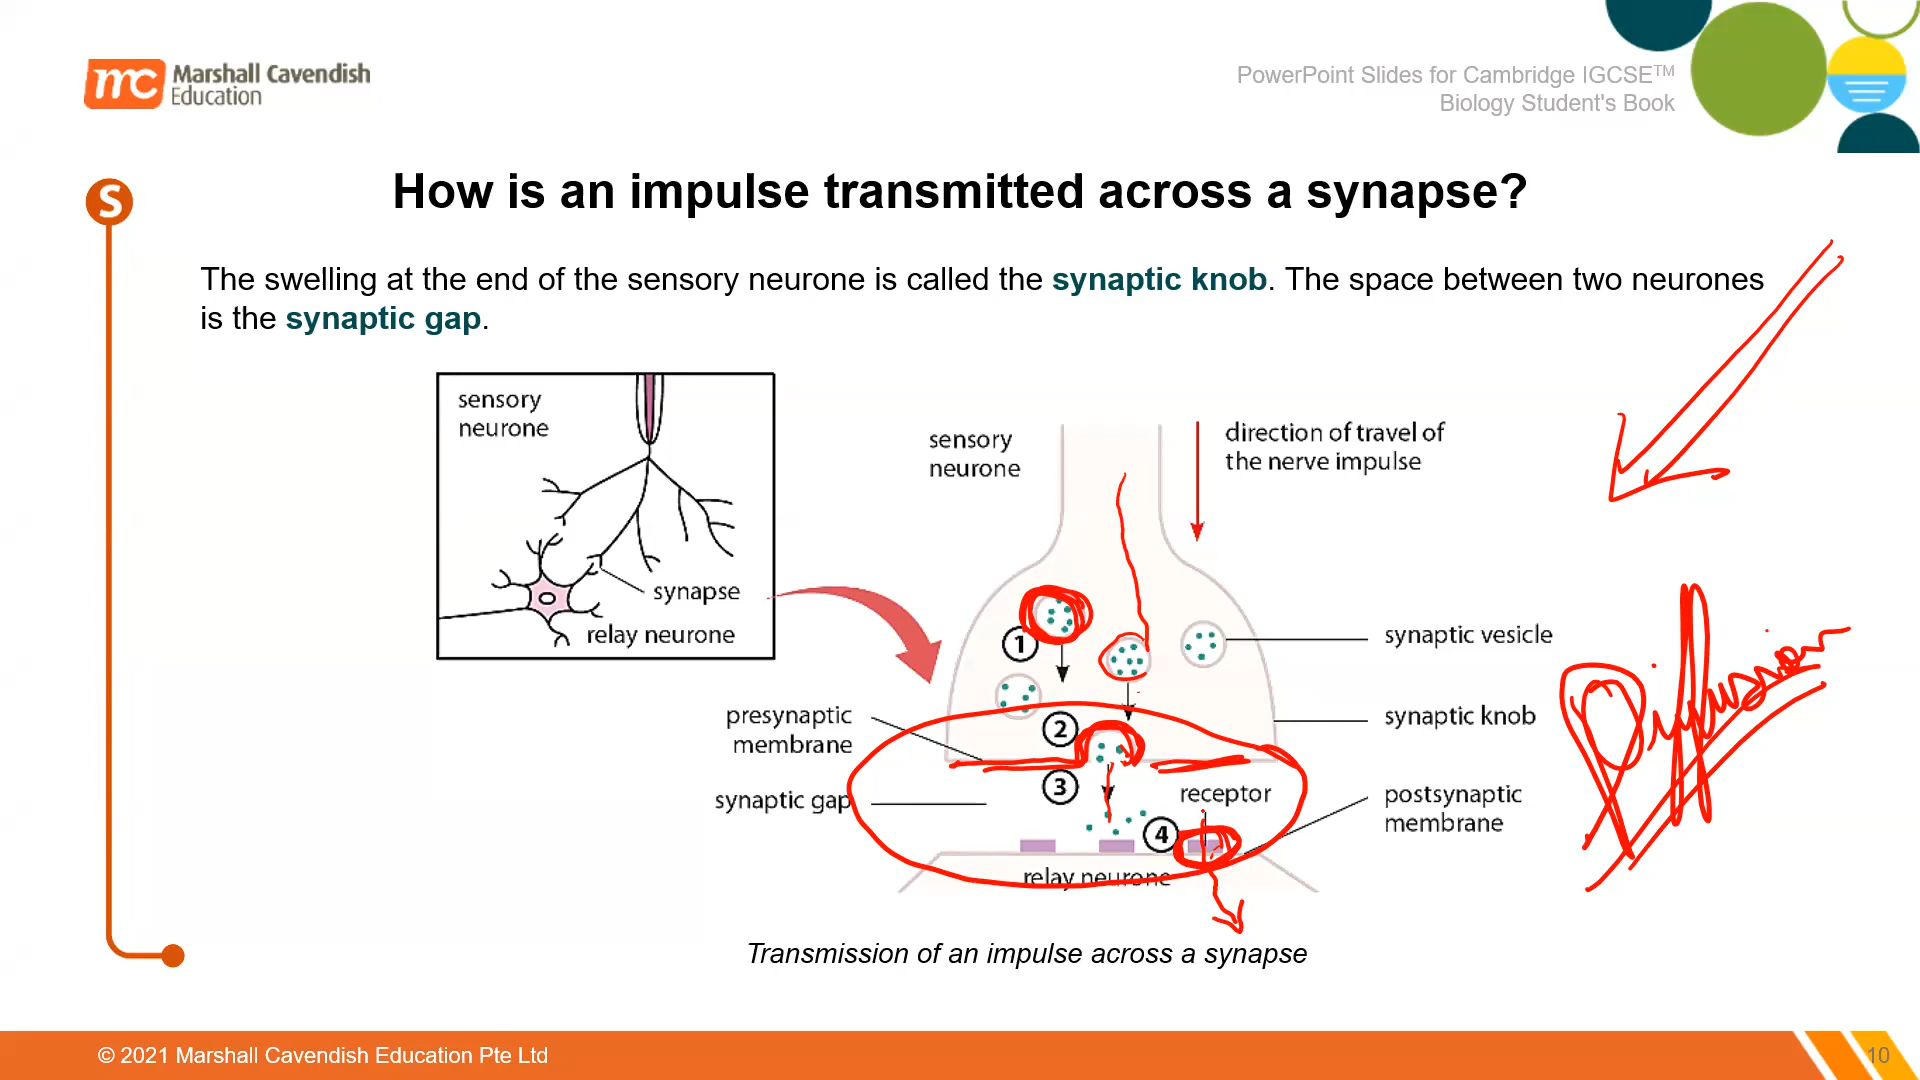 Marshall Cavendish
Education
PowerPoint Slides for Cambridge IGCSE™
Biology Student's Book
S
How is an impulse transmitted across a synapse?
The swelling at the end of the sensory neurone is called the synaptic knob. The space between two neurones
is the synaptic gap.
sensory
neurone
synapse
relay neurone
sensory
neurone
direction of travel of
the nerve impulse
1
synaptic vesicle
presynaptic
membrane
2
synaptic knob
synaptic gap
3
receptor
4
postsynaptic
membrane
relay neurone
Diffusion
Transmission of an impulse across a synapse
© 2021 Marshall Cavendish Education Pte Ltd
10